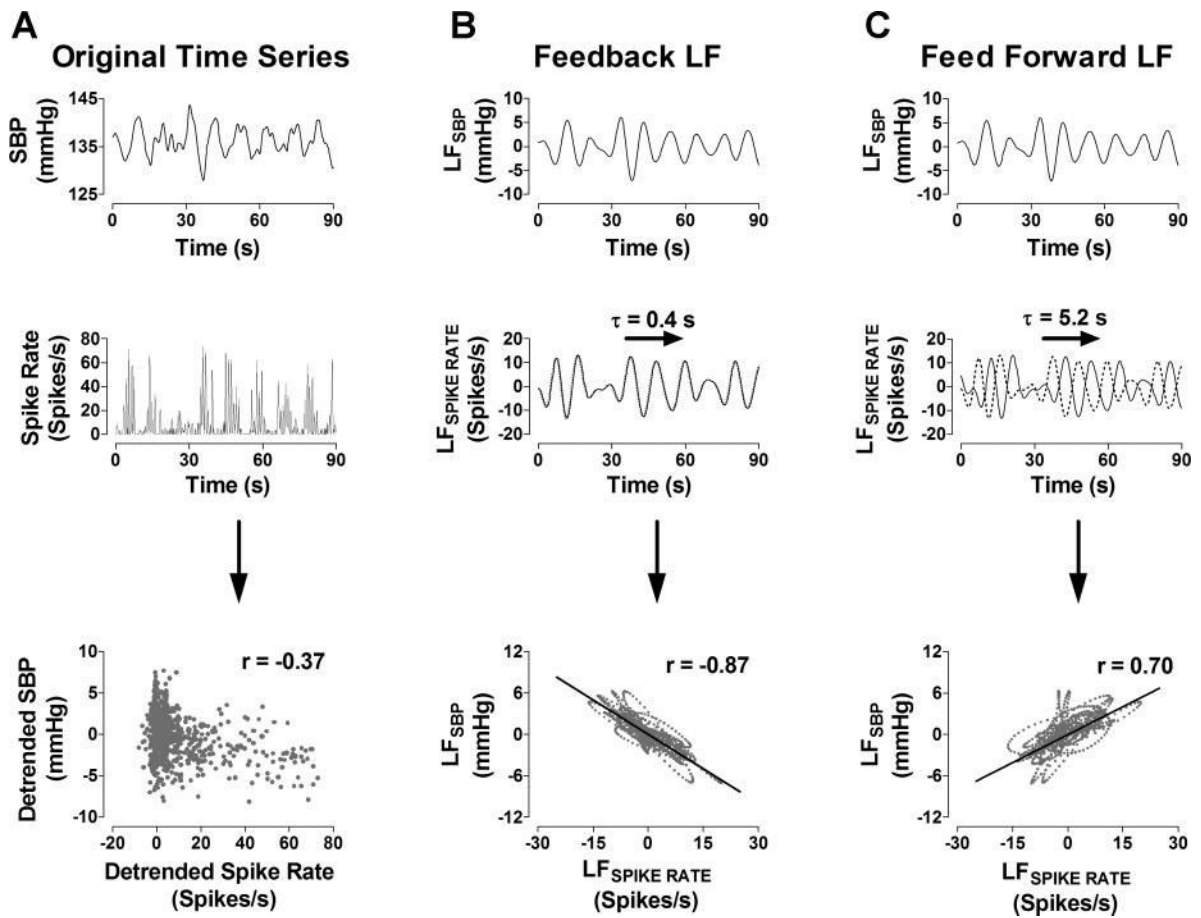 A
Original Time Series
SBP
(mmHg)
145
135
125
0 30 60 90
Time (s)
Spike Rate
(Spikes/s)
80
60
40
20
0
0 30 60 90
Time (s)
r = -0.37
Detrended SBP
(mmHg)
10
5
0
-5
-10
-20 0 20 40 60 80
Detrended Spike Rate
(Spikes/s)
B
Feedback LF
LFSBP
(mmHg)
10
5
0
-5
-10
0 30 60 90
Time (s)
τ = 0.4 s
LFSPIKE RATE
(Spikes/s)
20
10
0
-10
-20
0 30 60 90
Time (s)
r = -0.87
LFSBP
(mmHg)
12
6
0
-6
-12
-30 -15 0 15 30
LFSPIKE RATE
(Spikes/s)
C
Feed Forward LF
LFSBP
(mmHg)
10
5
0
-5
-10
0 30 60 90
Time (s)
τ = 5.2 s
LFSPIKE RATE
(Spikes/s)
20
10
0
-10
-20
0 30 60 90
Time (s)
r = 0.70
LFSBP
(mmHg)
12
6
0
-6
-12
-30 -15 0 15 30
LFSPIKE RATE
(Spikes/s)